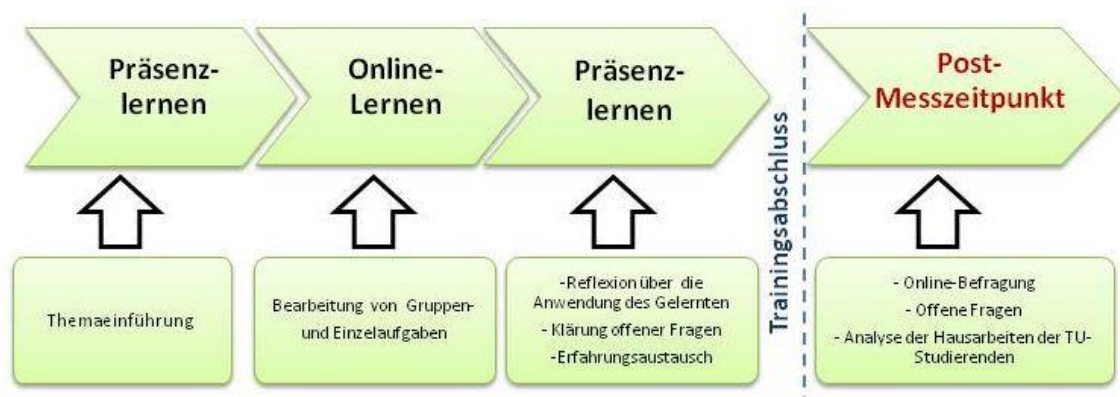 Präsenz-
lernen
Online-
Lernen
Präsenz-
lernen
Post-
Messzeitpunkt
Themaeinführung
Bearbeitung von Gruppen-
und Einzelaufgaben
-Reflexion über die
Anwendung des Gelernten
- Klärung offener Fragen
-Erfahrungsaustausch
Trainingsabschluss
- Online-Befragung
- Offene Fragen
- Analyse der Hausarbeiten der TU-
Studierenden